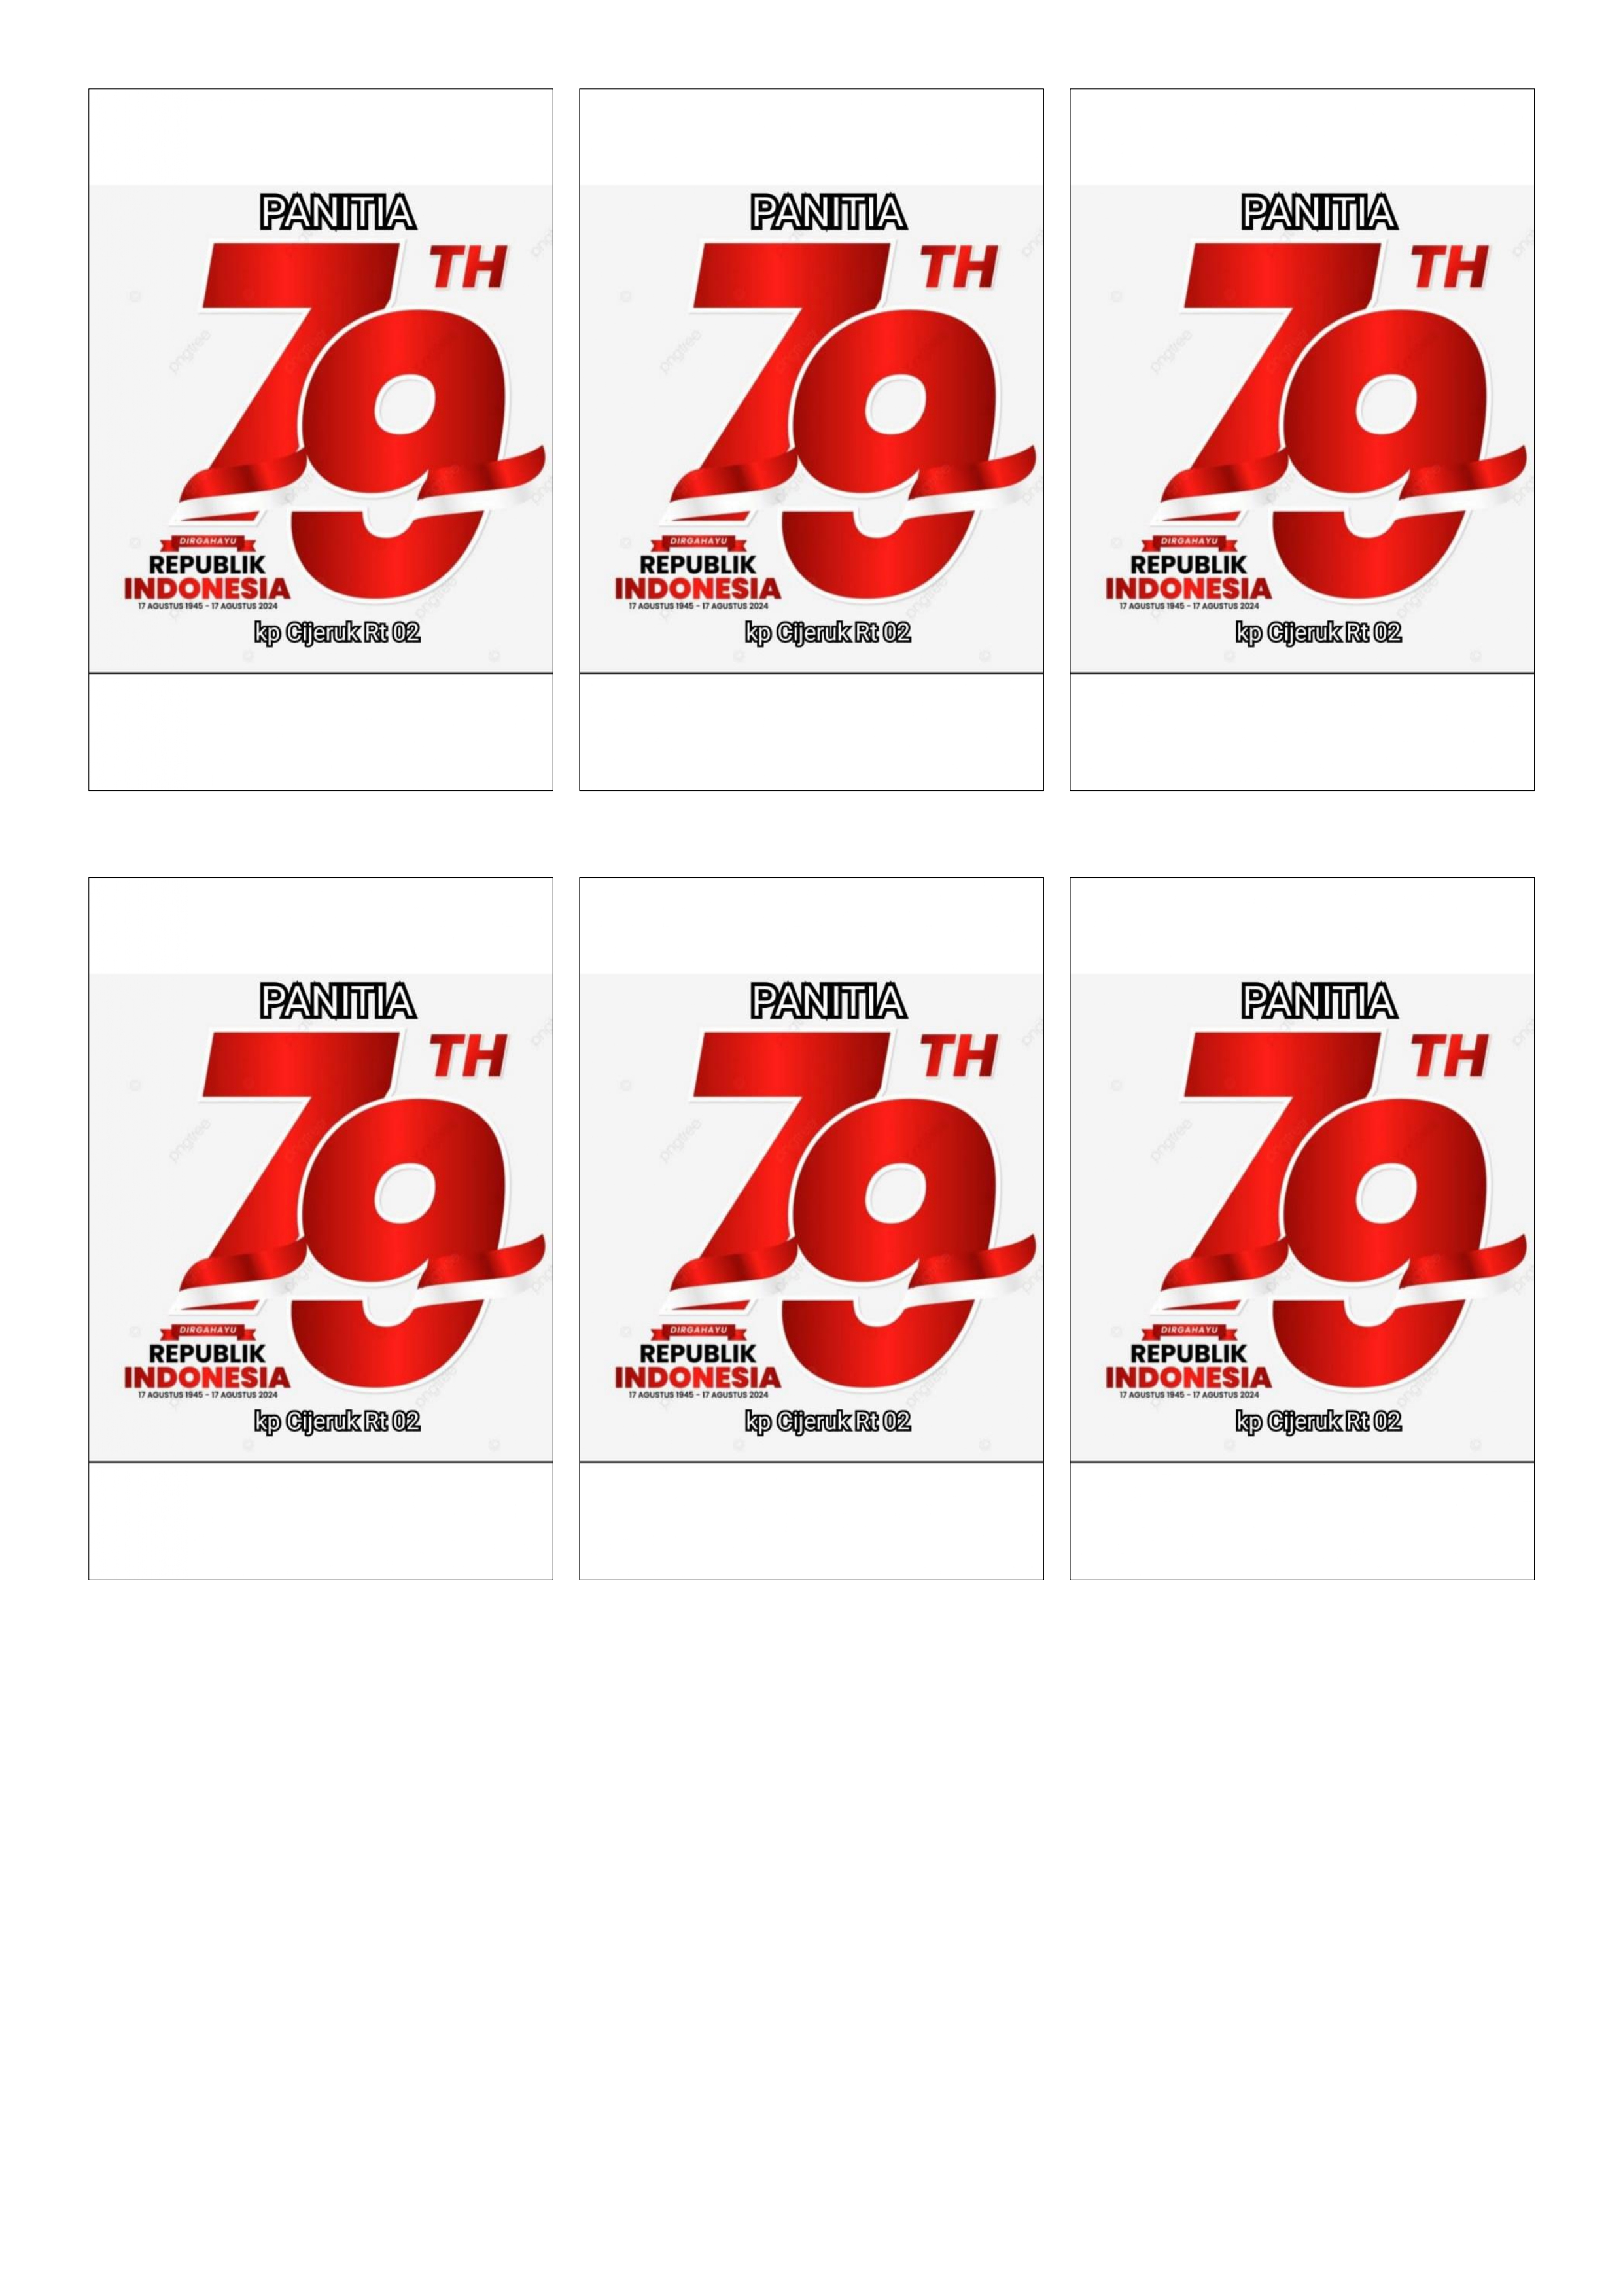 PANITIA
79 TH
DIRGAHAYU
REPUBLIK
INDONESIA
17 AGUSTUS 1945 - 17 AGUSTUS 2024
kp Cijeruk Rt 02
PANITIA
79 TH
DIRGAHAYU
REPUBLIK
INDONESIA
17 AGUSTUS 1945 - 17 AGUSTUS 2024
kp Cijeruk Rt 02
PANITIA
79 TH
DIRGAHAYU
REPUBLIK
INDONESIA
17 AGUSTUS 1945 - 17 AGUSTUS 2024
kp Cijeruk Rt 02
PANITIA
79 TH
DIRGAHAYU
REPUBLIK
INDONESIA
17 AGUSTUS 1945 - 17 AGUSTUS 2024
kp Cijeruk Rt 02
PANITIA
79 TH
DIRGAHAYU
REPUBLIK
INDONESIA
17 AGUSTUS 1945 - 17 AGUSTUS 2024
kp Cijeruk Rt 02
PANITIA
79 TH
DIRGAHAYU
REPUBLIK
INDONESIA
17 AGUSTUS 1945 - 17 AGUSTUS 2024
kp Cijeruk Rt 02